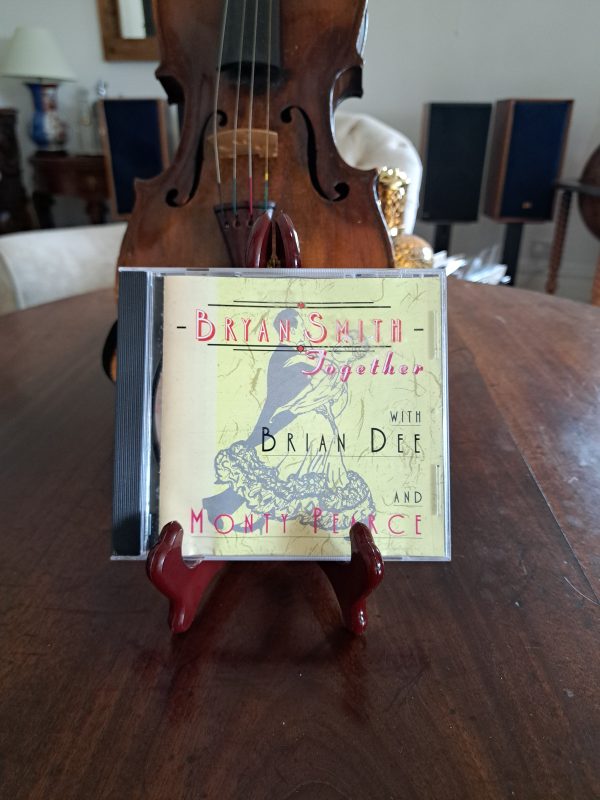 - BRYAN SMITH -
Together
WITH
BRIAN DEE
AND
MONTY PEARCE